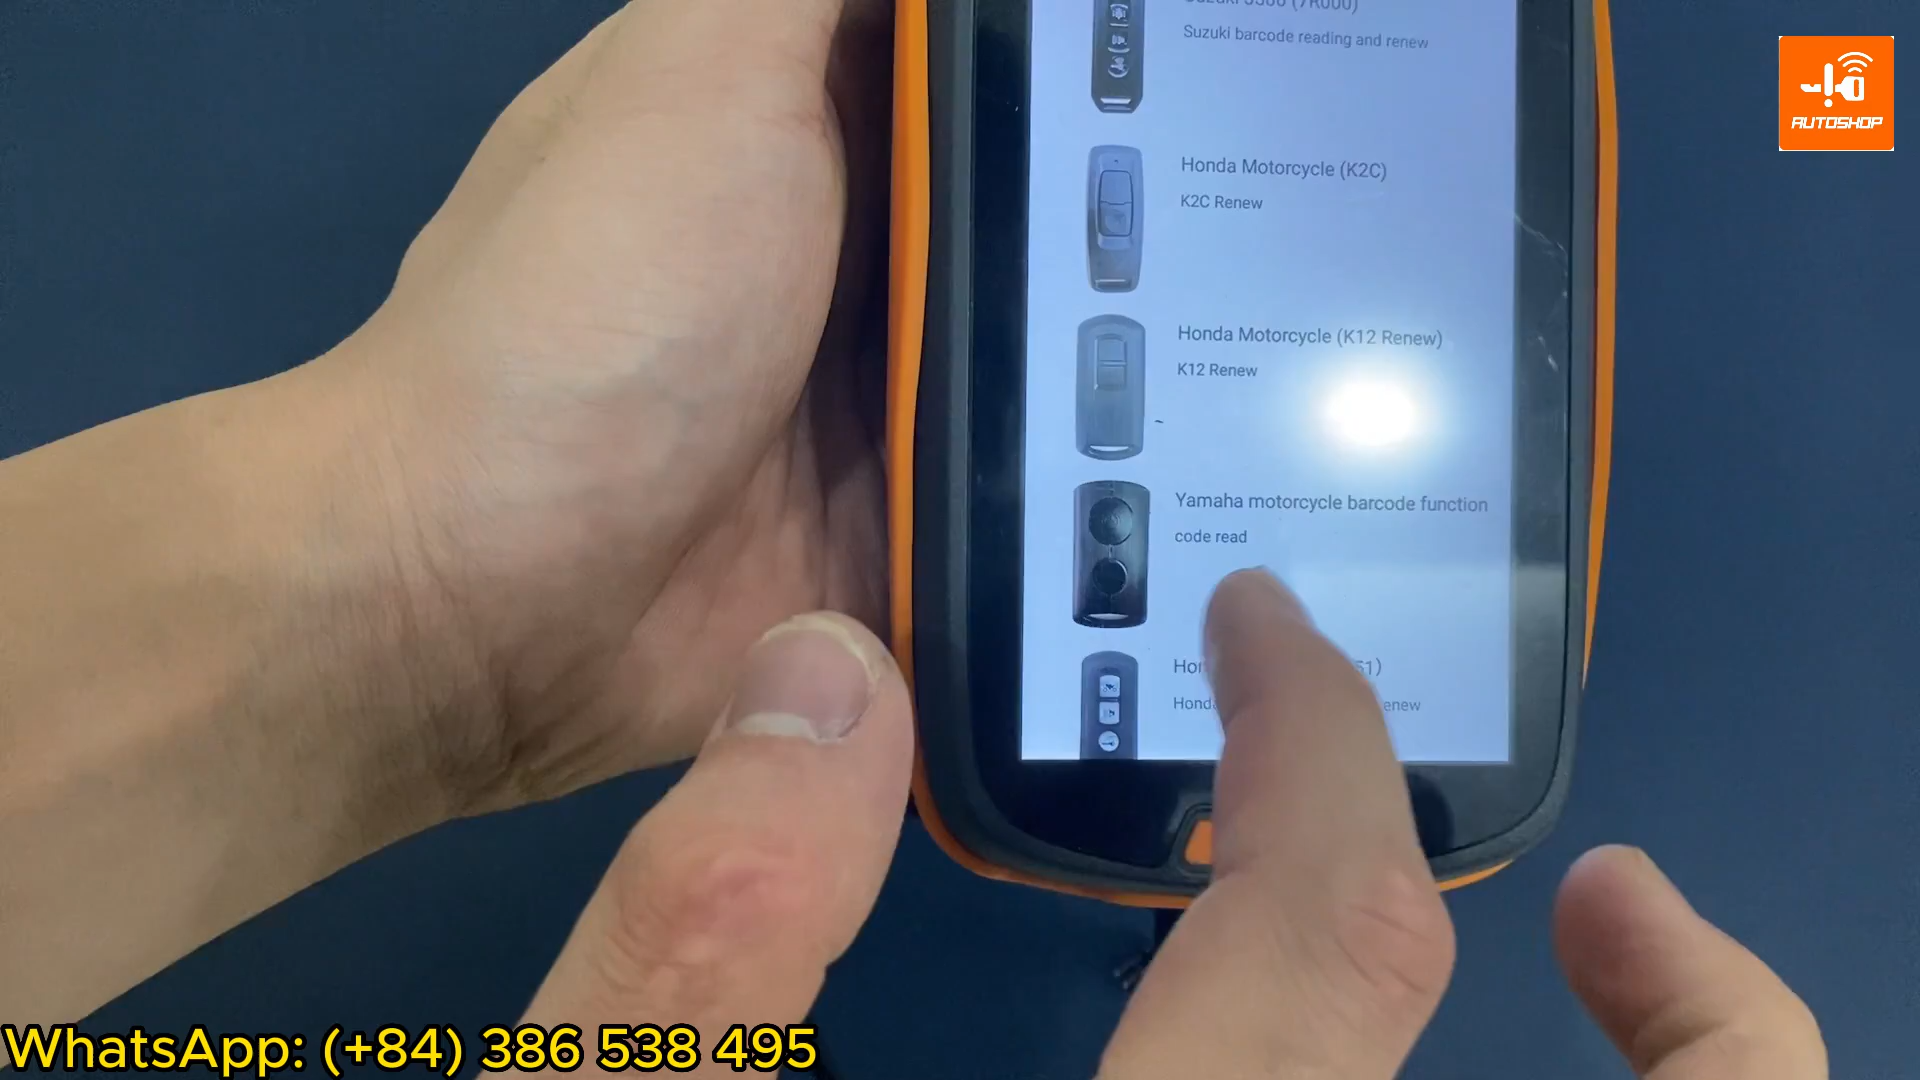 Suzuki barcode reading and renew
Honda Motorcycle (K2C)
K2C Renew
Honda Motorcycle (K12 Renew)
K12 Renew
Yamaha motorcycle barcode function
code read
AUTOSHOP
WhatsApp: (+84) 386 538 495